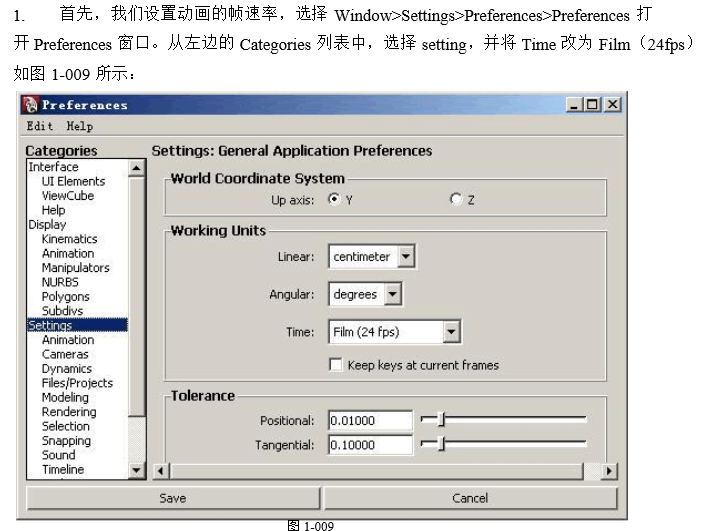 1. 首先，我们设置动画的帧速率，选择 Window>Settings>Preferences>Preferences 打
开 Preferences 窗口。从左边的 Categories 列表中，选择 setting，并将 Time 改为 Film（24fps）
如图 1-009 所示：
Preferences
Edit Help
Categories
Interface
UI Elements
ViewCube
Help
Display
Kinematics
Animation
Manipulators
NURBS
Polygons
Subdivs
Settings
Animation
Cameras
Dynamics
Files/Projects
Modeling
Rendering
Selection
Snapping
Sound
Timeline
Settings: General Application Preferences
World Coordinate System
Up axis: Y Z
Working Units
Linear: centimeter
Angular: degrees
Time: Film (24 fps)
Keep keys at current frames
Tolerance
Positional: 0.01000
Tangential: 0.10000
Save Cancel
图 1-009